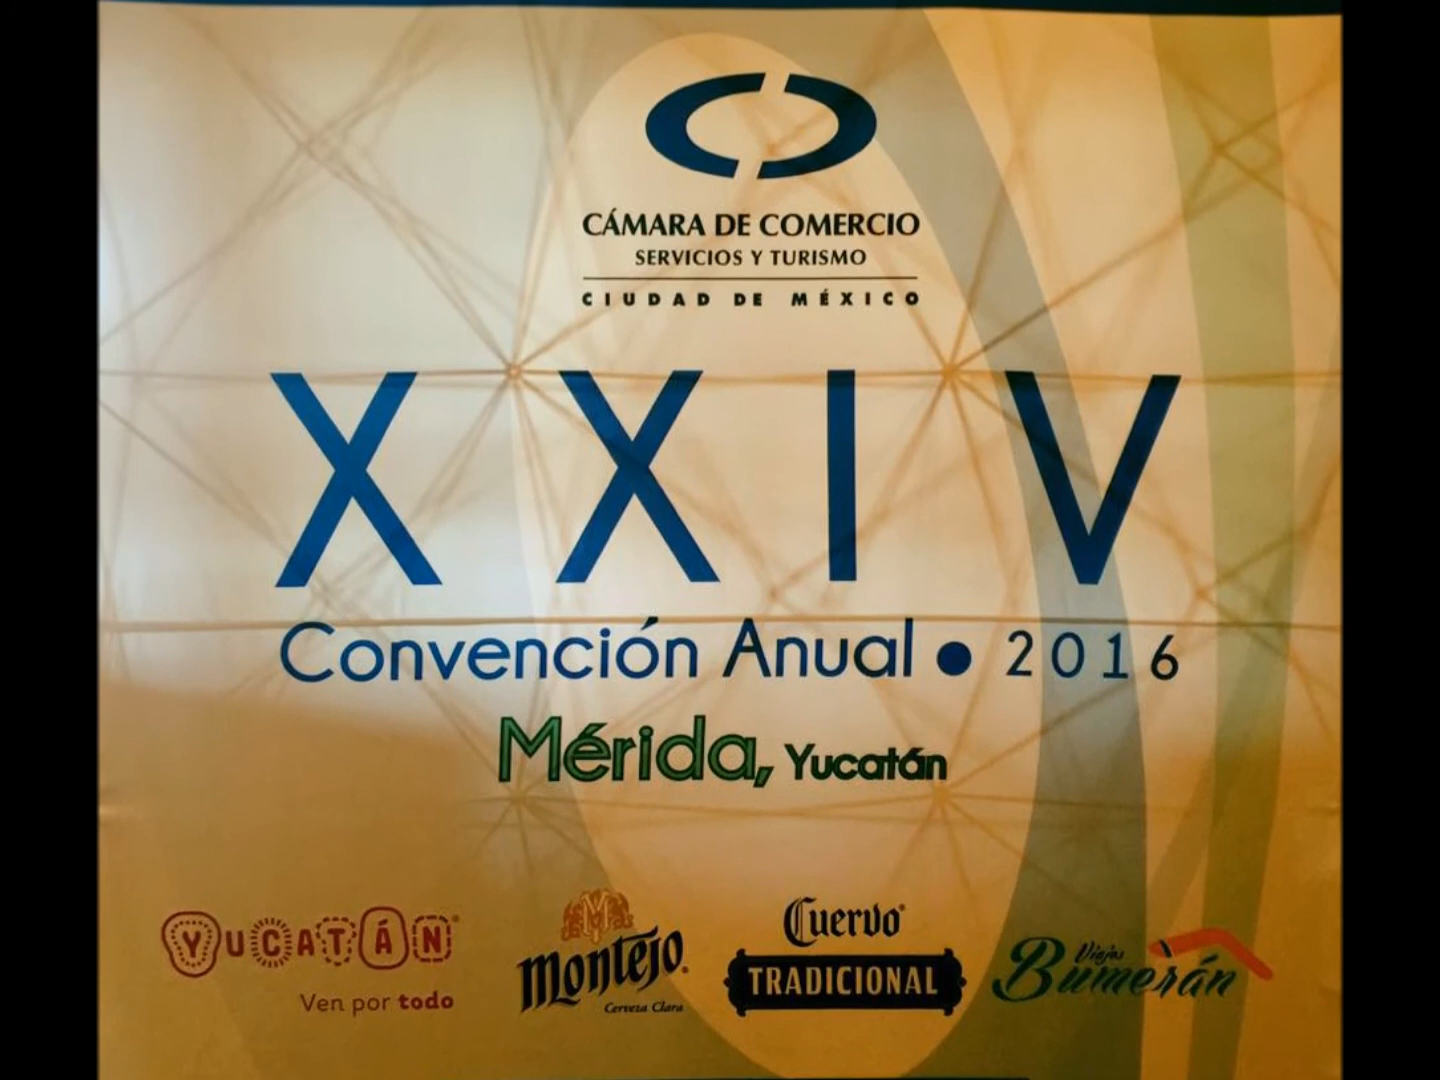 CÁMARA DE COMERCIO
SERVICIOS Y TURISMO
CIUDAD DE MÉXICO
XXIV
Convención Anual • 2016
Mérida, Yucatán
YUCATÁN
Ven por todo
M
Montejo
Cerveza Clara
Cuervo
TRADICIONAL
Viajes
Bumerán